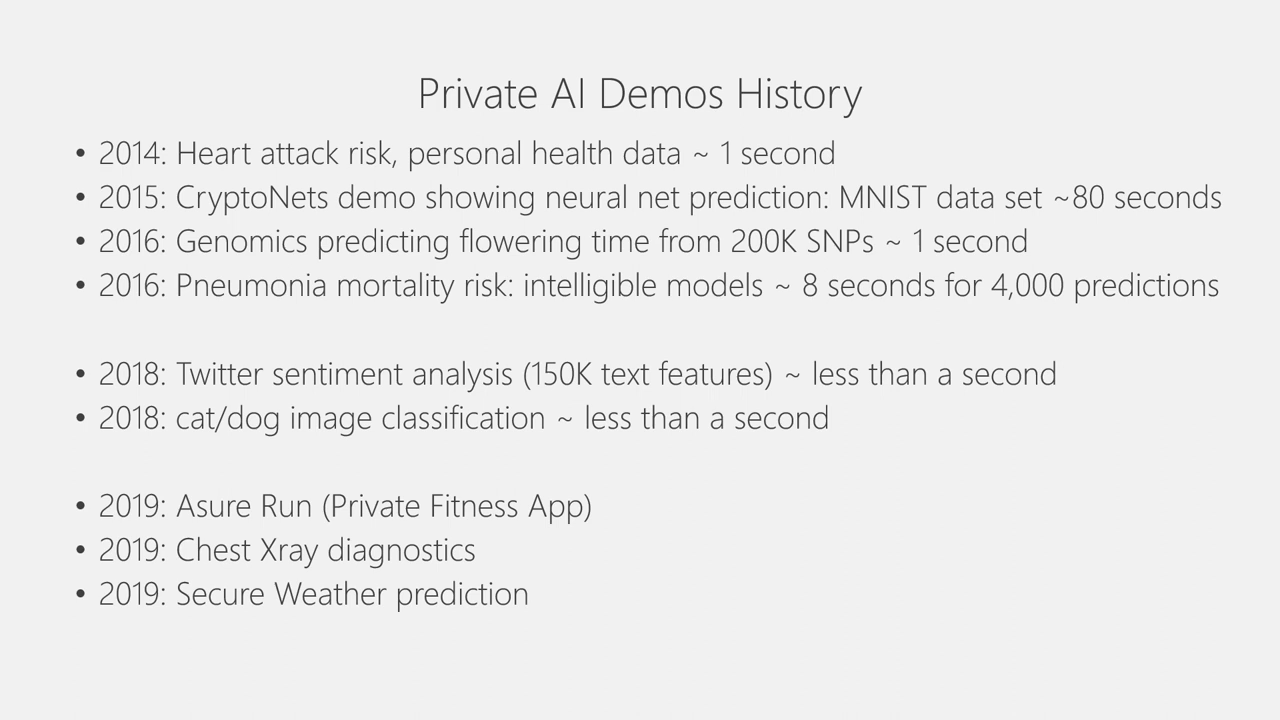 Private AI Demos History
• 2014: Heart attack risk, personal health data ~ 1 second
• 2015: CryptoNets demo showing neural net prediction: MNIST data set ~80 seconds
• 2016: Genomics predicting flowering time from 200K SNPs ~ 1 second
• 2016: Pneumonia mortality risk: intelligible models ~ 8 seconds for 4,000 predictions
• 2018: Twitter sentiment analysis (150K text features) ~ less than a second
• 2018: cat/dog image classification ~ less than a second
• 2019: Asure Run (Private Fitness App)
• 2019: Chest Xray diagnostics
• 2019: Secure Weather prediction